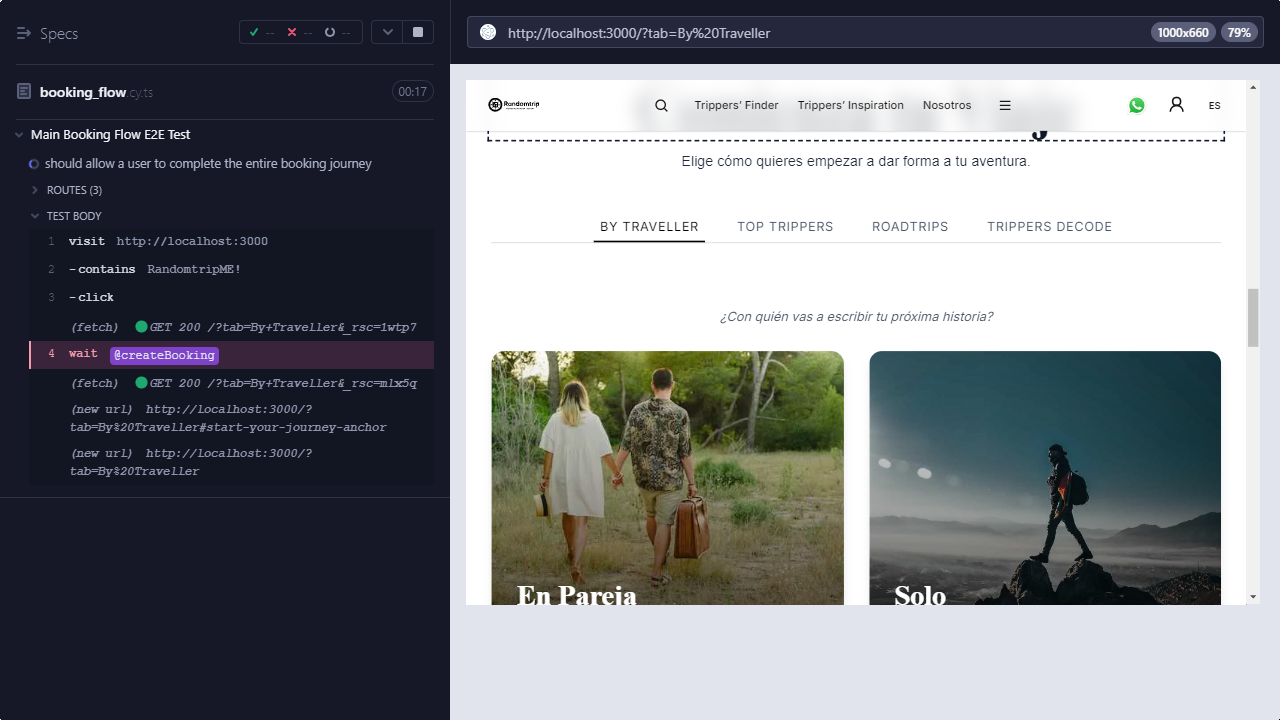 Specs
-- -- --
booking_flow.cy.ts
00:17
Main Booking Flow E2E Test
should allow a user to complete the entire booking journey
ROUTES (3)
TEST BODY
1 visit http://localhost:3000
2 -contains RandomtripME!
3 -click
(fetch) GET 200 /?tab=By+Traveller&_rsc=1wtp7
4 wait @createBooking
(fetch) GET 200 /?tab=By+Traveller&_rsc=mlx5q
(new url) http://localhost:3000/?
tab=By%20Traveller#start-your-journey-anchor
(new url) http://localhost:3000/?
tab=By%20Traveller
http://localhost:3000/?tab=By%20Traveller
1000x660
79%
Randomtrip
Trippers' Finder
Trippers' Inspiration
Nosotros
ES
Elige cómo quieres empezar a dar forma a tu aventura.
BY TRAVELLER
TOP TRIPPERS
ROADTRIPS
TRIPPERS DECODE
¿Con quién vas a escribir tu próxima historia?
En Pareja
Solo